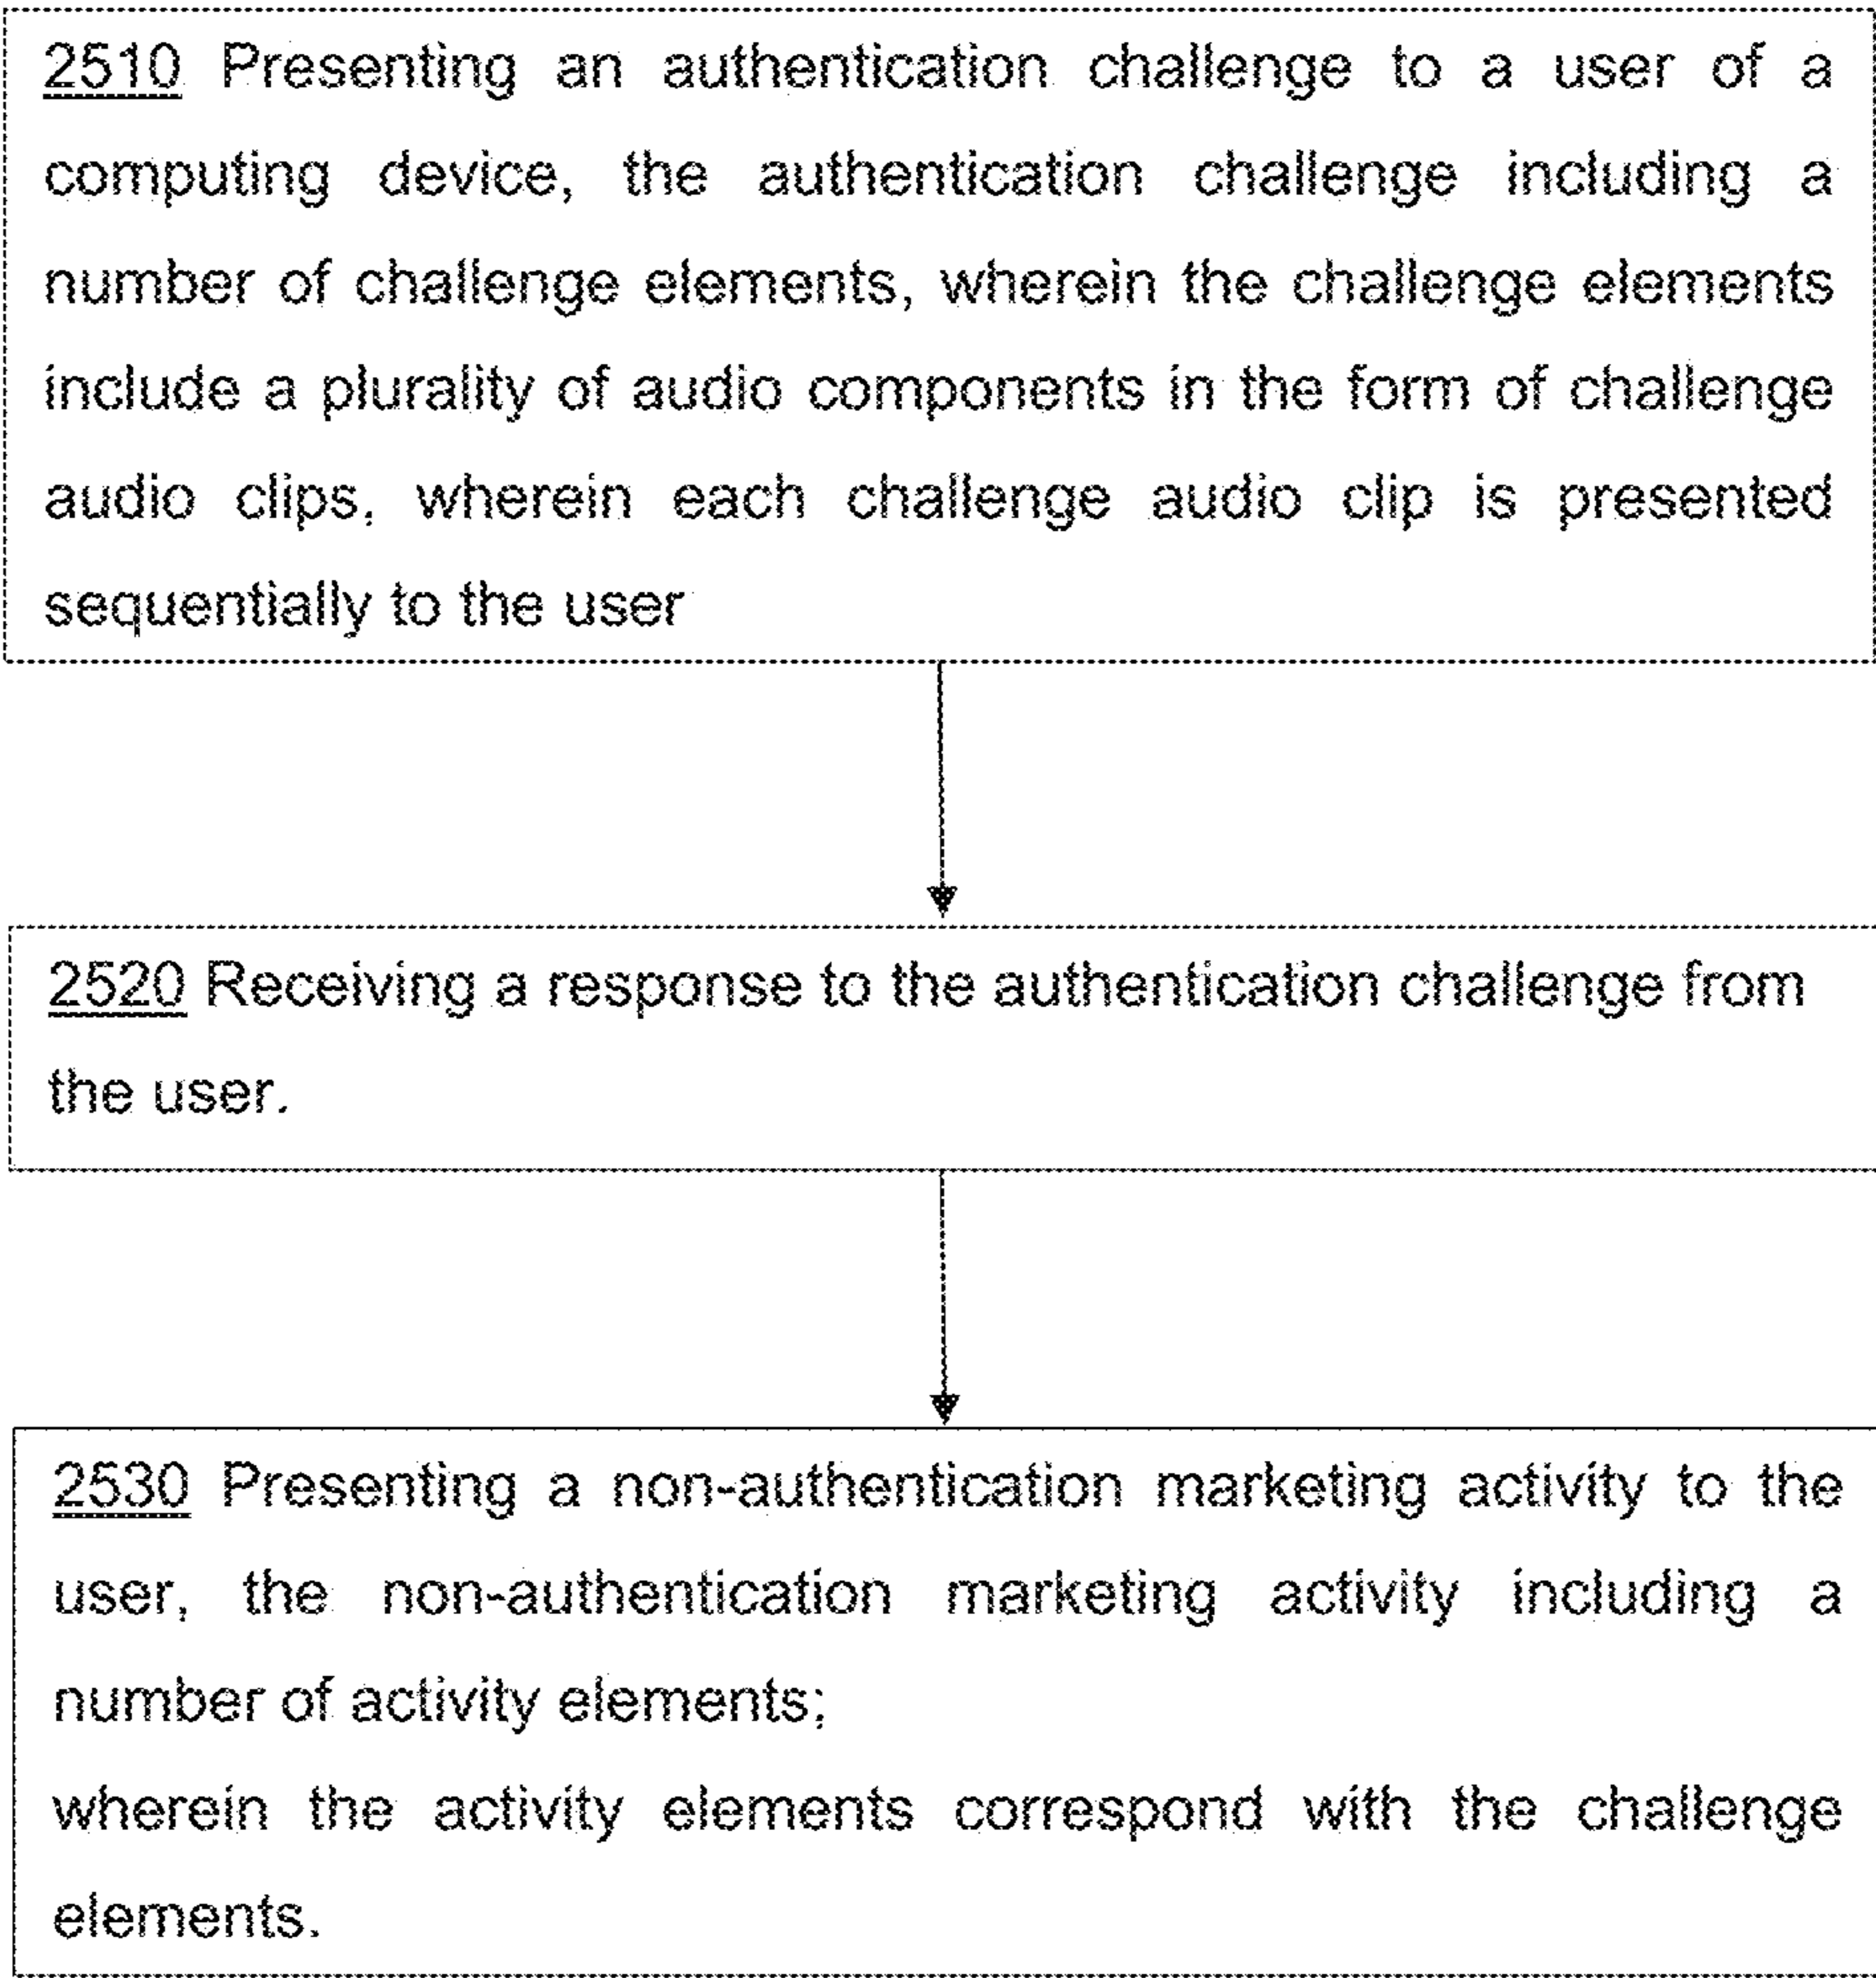 2510 Presenting an authentication challenge to a user of a
computing device, the authentication challenge including a
number of challenge elements, wherein the challenge elements
include a plurality of audio components in the form of challenge
audio clips, wherein each challenge audio clip is presented
sequentially to the user
2520 Receiving a response to the authentication challenge from
the user.
2530 Presenting a non-authentication marketing activity to the
user, the non-authentication marketing activity including a
number of activity elements;
wherein the activity elements correspond with the challenge
elements.